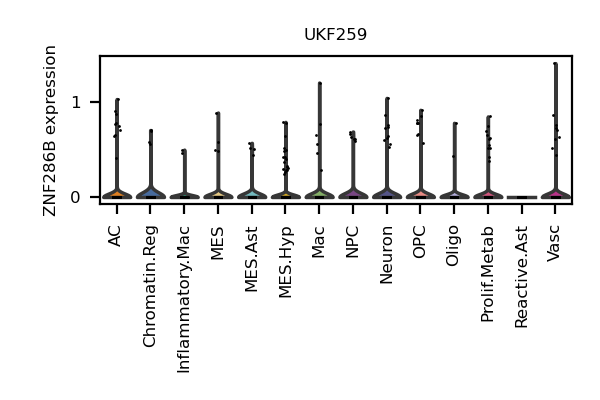 UKF259
ZNF286B expression
1
0
AC
Chromatin.Reg
Inflammatory.Mac
MES
MES.Ast
MES.Hyp
Mac
NPC
Neuron
OPC
Oligo
Prolif.Metab
Reactive.Ast
Vasc